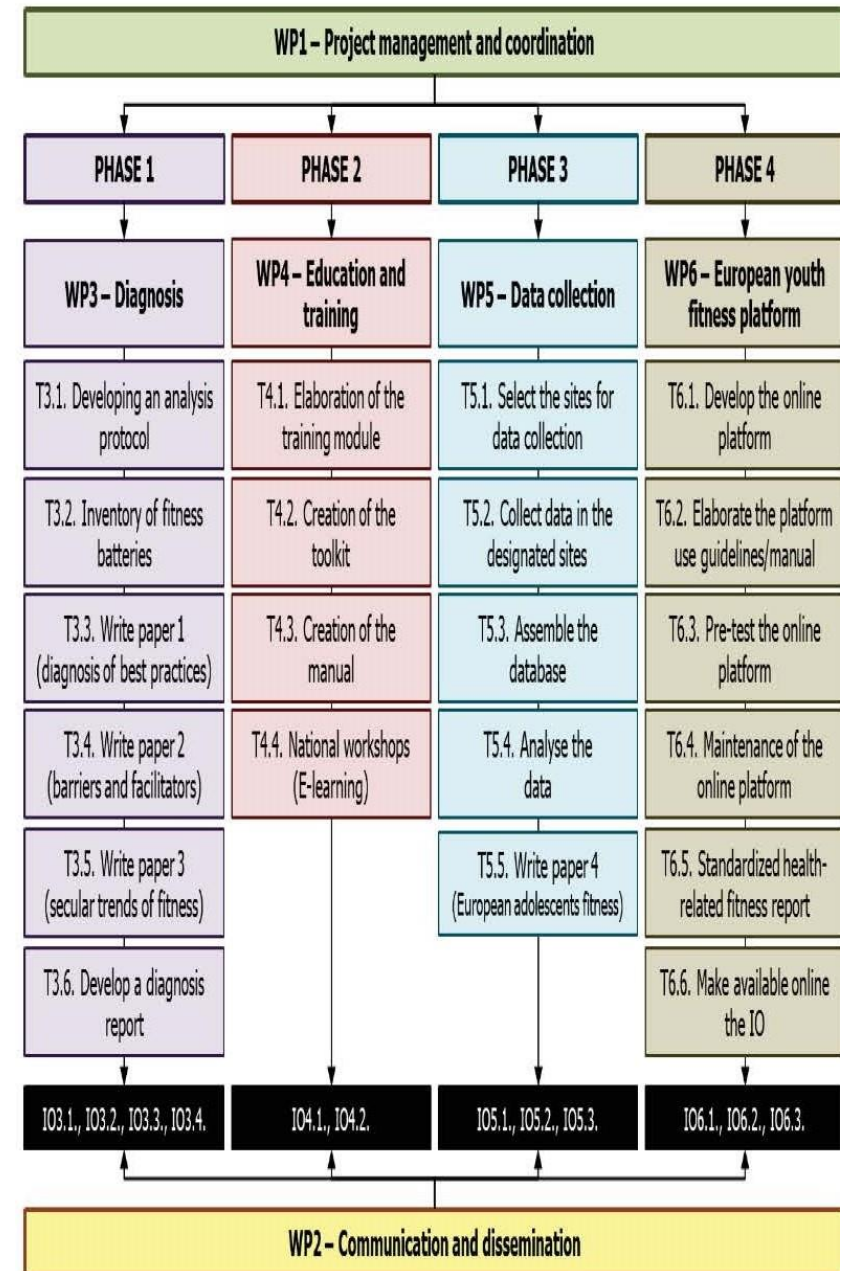 WP1 – Project management and coordination
PHASE 1
PHASE 2
PHASE 3
PHASE 4
WP3 – Diagnosis
WP4 – Education and
training
WP5 – Data collection
WP6 – European youth
fitness platform
T3.1. Developing an analysis
protocol
T4.1. Elaboration of the
training module
T5.1. Select the sites for
data collection
T6.1. Develop the online
platform
T3.2. Inventory of fitness
batteries
T4.2. Creation of the
toolkit
T5.2. Collect data in the
designated sites
T6.2. Elaborate the platform
use guidelines/manual
T3.3. Write paper 1
(diagnosis of best practices)
T4.3. Creation of the
manual
T5.3. Assemble the
database
T6.3. Pre-test the online
platform
T3.4. Write paper 2
(barriers and facilitators)
T4.4. National workshops
(E-learning)
T5.4. Analyse the
data
T6.4. Maintenance of the
online platform
T3.5. Write paper 3
(secular trends of fitness)
T5.5. Write paper 4
(European adolescents fitness)
T6.5. Standardized health-
related fitness report
T3.6. Develop a diagnosis
report
T6.6. Make available online
the IO
IO3.1., IO3.2., IO3.3., IO3.4.
IO4.1., IO4.2.
IO5.1., IO5.2., IO5.3.
IO6.1., IO6.2., IO6.3.
WP2 – Communication and dissemination